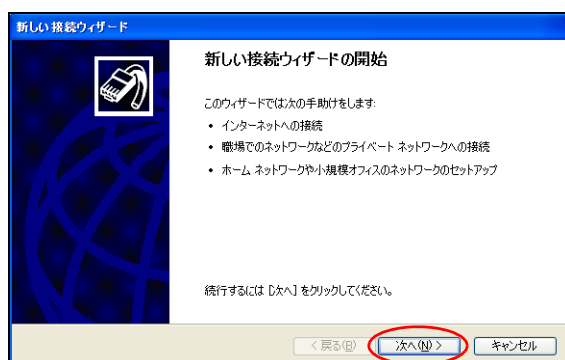 新しい接続ウィザード
新しい接続ウィザードの開始
このウィザードでは次の手助けをします:
• インターネットへの接続
• 職場でのネットワークなどのプライベート ネットワークへの接続
• ホーム ネットワークや小規模オフィスのネットワークのセットアップ
続行するには [次へ] をクリックしてください。
< 戻る(B) 次へ(N) > キャンセル